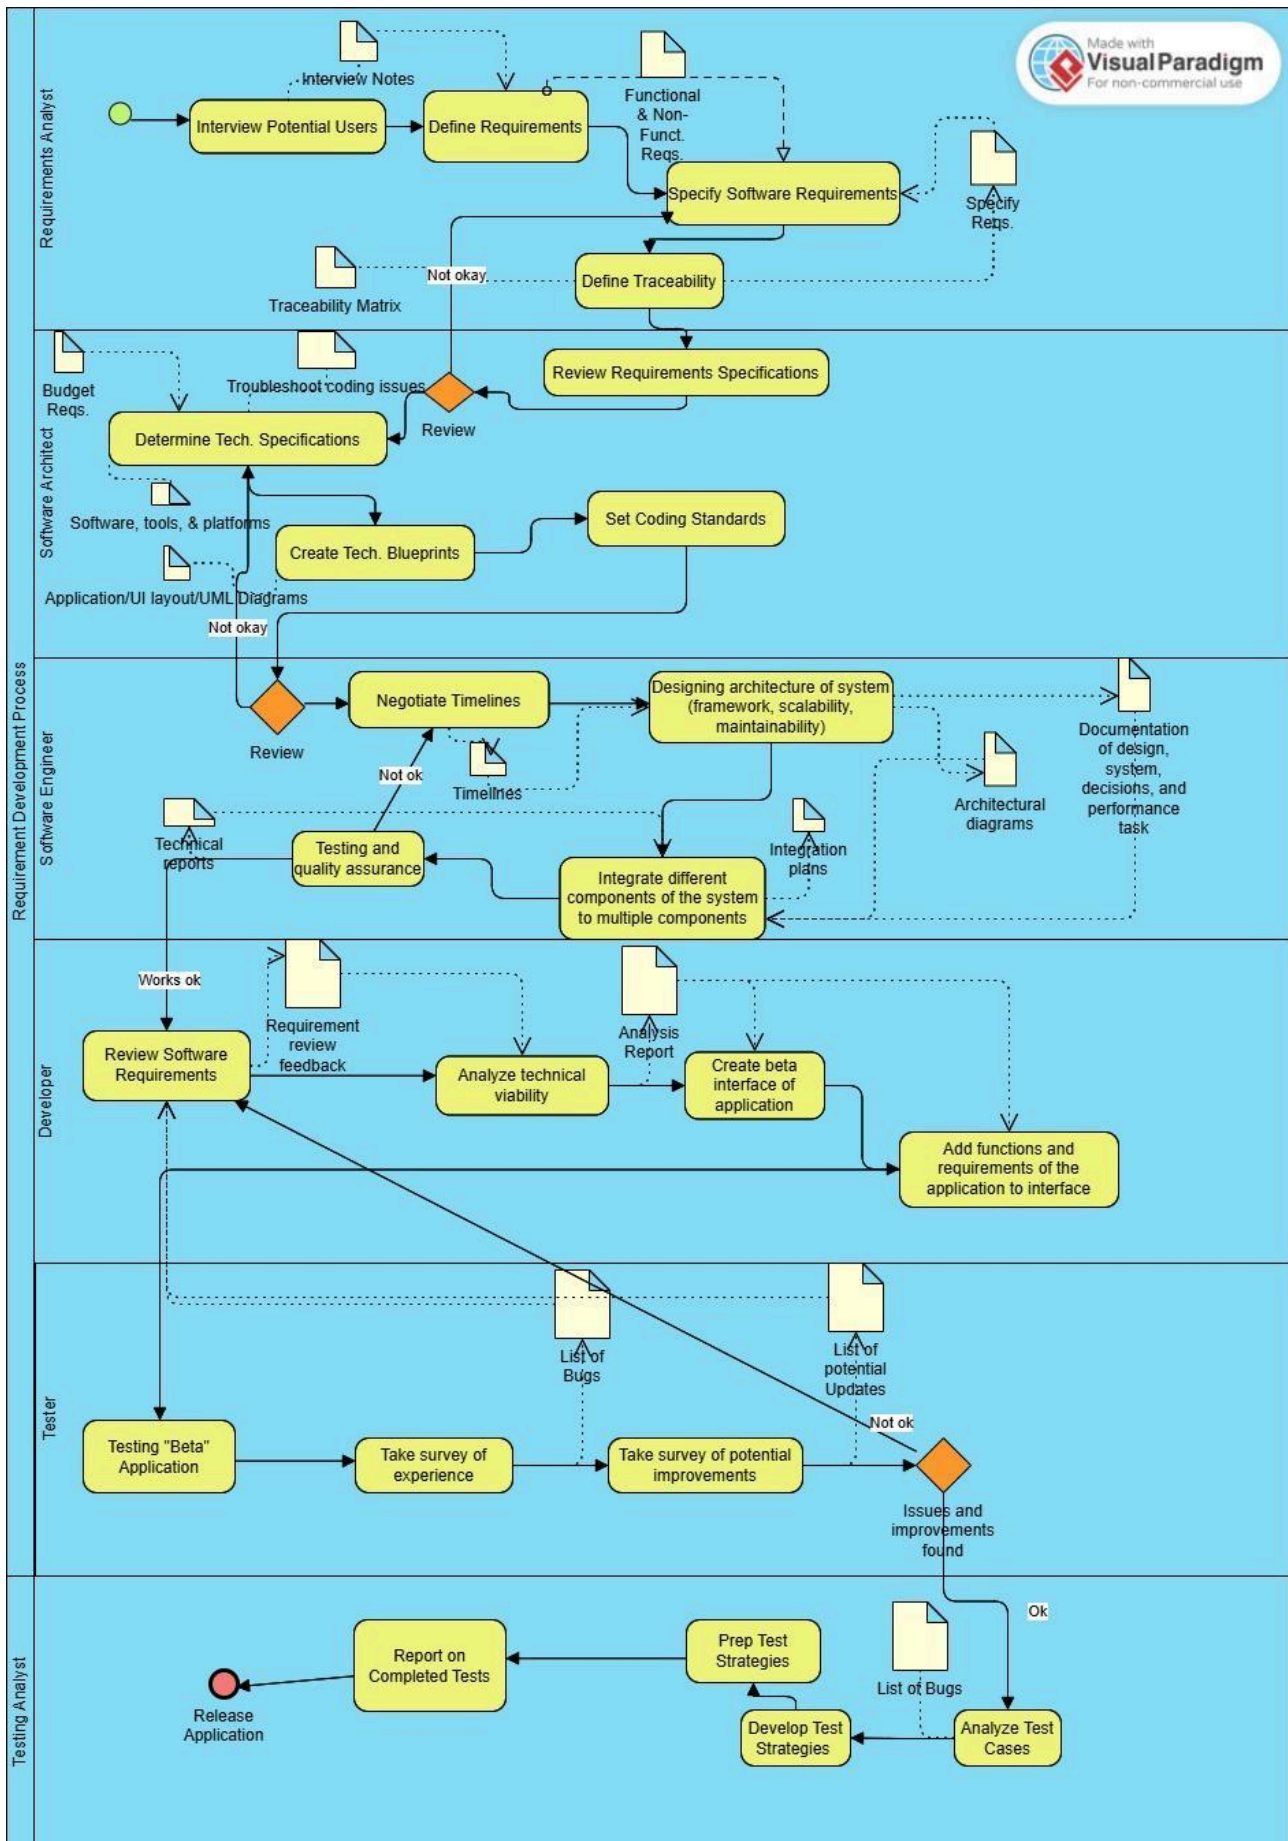 Made with
Visual Paradigm
For non-commercial use
Requirement Development Process
Requirements Analyst
Interview Notes
Interview Potential Users
Define Requirements
Functional
& Non-
Funct.
Reqs.
Specify Software Requirements
Specify
Reqs.
Not okay
Traceability Matrix
Define Traceability
Software Architect
Budget
Reqs.
Troubleshoot coding issues
Review Requirements Specifications
Review
Determine Tech. Specifications
Software, tools, & platforms
Set Coding Standards
Create Tech. Blueprints
Application/UI layout/UML Diagrams
Not okay
Software Engineer
Review
Negotiate Timelines
Designing architecture of system
(framework, scalability,
maintainability)
Documentation
of design,
system,
decisions, and
performance
task
Not ok
Timelines
Architectural
diagrams
Technical
reports
Testing and
quality assurance
Integration
plans
Integrate different
components of the system
to multiple components
Developer
Works ok
Requirement
review
feedback
Analysis
Report
Review Software
Requirements
Analyze technical
viability
Create beta
interface of
application
Add functions and
requirements of the
application to interface
Tester
List of
Bugs
List of
potential
Updates
Not ok
Testing "Beta"
Application
Take survey of
experience
Take survey of potential
improvements
Issues and
improvements
found
Testing Analyst
Ok
Prep Test
Strategies
Report on
Completed Tests
List of Bugs
Release
Application
Develop Test
Strategies
Analyze Test
Cases